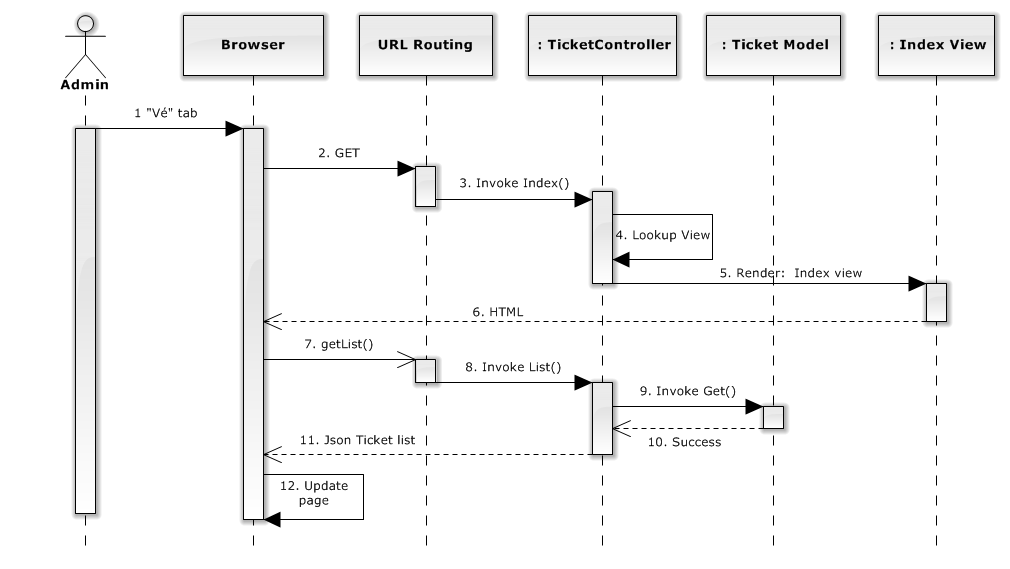 Browser
URL Routing
: TicketController
: Ticket Model
: Index View
Admin
1 "Vé" tab
2. GET
3. Invoke Index()
4. Lookup View
5. Render:  Index view
6. HTML
7. getList()
8. Invoke List()
9. Invoke Get()
10. Success
11. Json Ticket list
12. Update
page